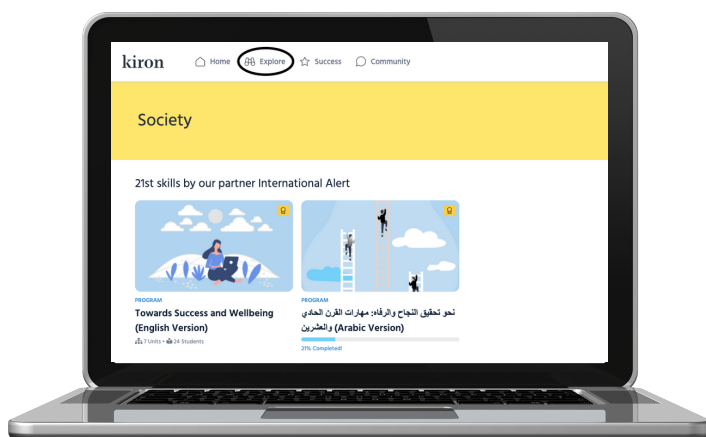 kiron
Home
Explore
Success
Community
Society
21st skills by our partner International Alert
PROGRAM
Towards Success and Wellbeing
(English Version)
7 Units • 24 Students
PROGRAM
نحو تحقيق النجاح والرفاه: مهارات القرن الحادي
والعشرين (Arabic Version)
21% Completed!